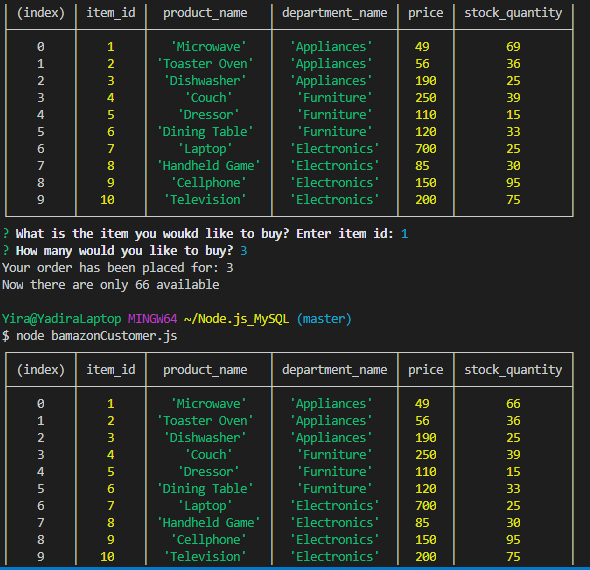 (index) item_id product_name department_name price stock_quantity
0 1 'Microwave' 'Appliances' 49 69
1 2 'Toaster Oven' 'Appliances' 56 36
2 3 'Dishwasher' 'Appliances' 190 25
3 4 'Couch' 'Furniture' 250 39
4 5 'Dressor' 'Furniture' 110 15
5 6 'Dining Table' 'Furniture' 120 33
6 7 'Laptop' 'Electronics' 700 25
7 8 'Handheld Game' 'Electronics' 85 30
8 9 'Cellphone' 'Electronics' 150 95
9 10 'Television' 'Electronics' 200 75
? What is the item you woukd like to buy? Enter item id: 1
? How many would you like to buy? 3
Your order has been placed for: 3
Now there are only 66 available
Yira@YadiraLaptop MINGW64 ~/Node.js_MySQL (master)
$ node bamazonCustomer.js
(index) item_id product_name department_name price stock_quantity
0 1 'Microwave' 'Appliances' 49 66
1 2 'Toaster Oven' 'Appliances' 56 36
2 3 'Dishwasher' 'Appliances' 190 25
3 4 'Couch' 'Furniture' 250 39
4 5 'Dressor' 'Furniture' 110 15
5 6 'Dining Table' 'Furniture' 120 33
6 7 'Laptop' 'Electronics' 700 25
7 8 'Handheld Game' 'Electronics' 85 30
8 9 'Cellphone' 'Electronics' 150 95
9 10 'Television' 'Electronics' 200 75